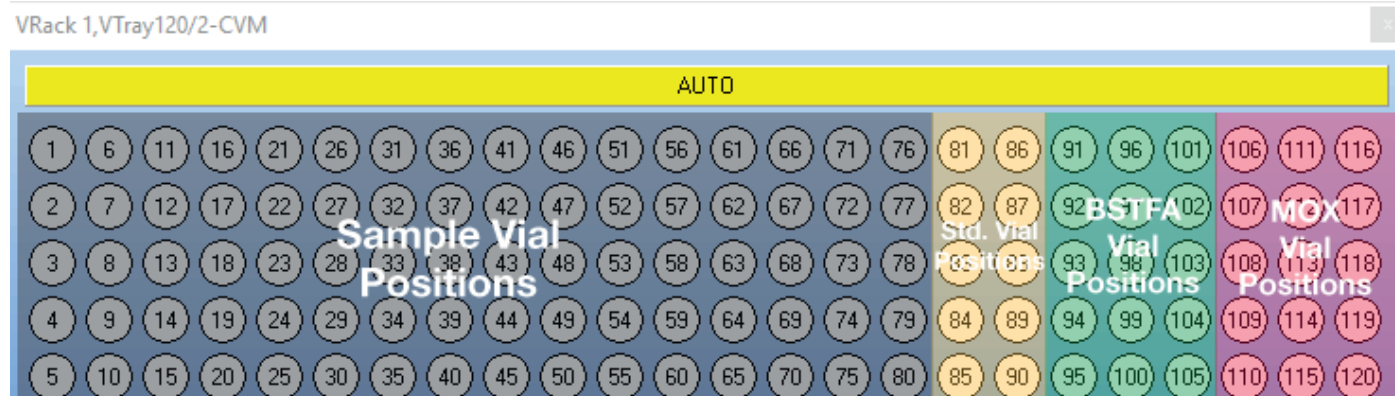 VRack 1,VTray120/2-CVM
AUTO
1 6 11 16 21 26 31 36 41 46 51 56 61 66 71 76 81 86 91 96 101 106 111 116
2 7 12 17 22 27 32 37 42 47 52 57 62 67 72 77 82 87 92 102 107 117
3 8 13 18 23 28 33 38 43 48 53 58 63 68 73 78 93 98 103 108 118
4 9 14 19 24 29 34 39 44 49 54 59 64 69 74 79 84 89 94 99 104 109 114 119
5 10 15 20 25 30 35 40 45 50 55 60 65 70 75 80 85 90 95 100 105 110 115 120
Sample Vial
Positions
Std. Vial
Positions
BSTFA
Vial
Positions
MOX
Vial
Positions